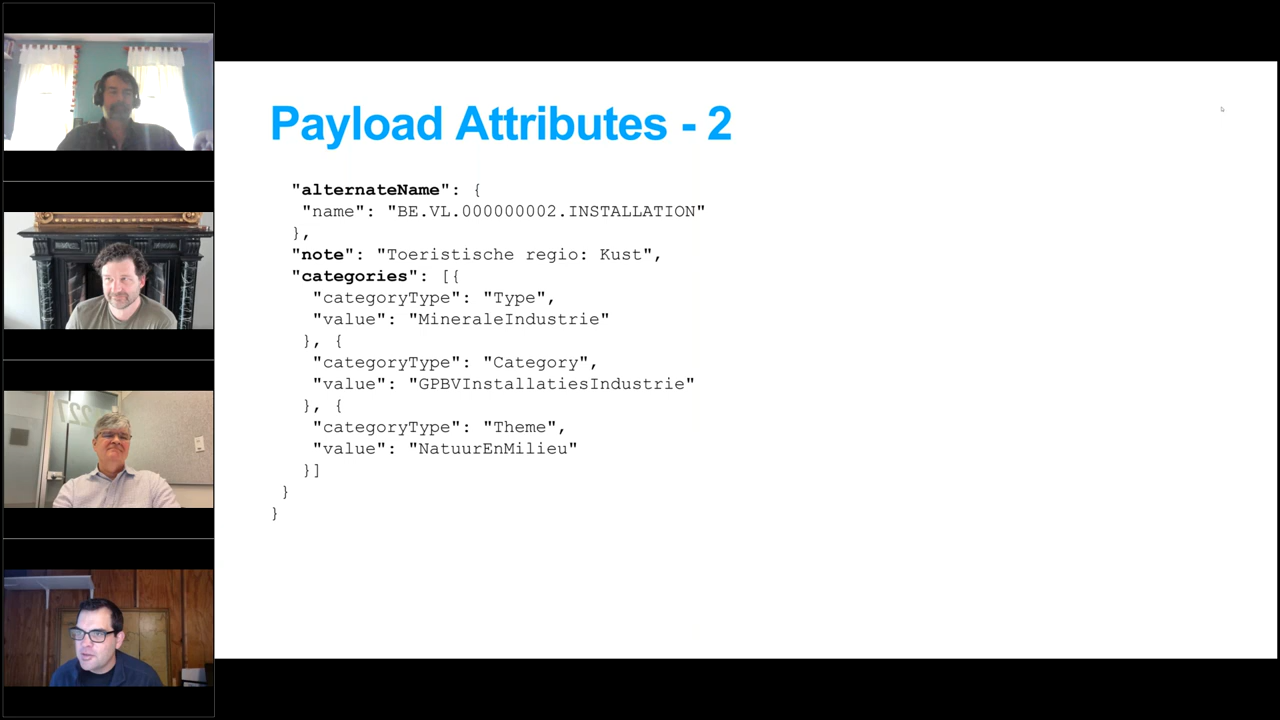 Payload Attributes - 2
"alternateName": {
"name": "BE.VL.000000002.INSTALLATION"
},
"note": "Toeristische regio: Kust",
"categories": [{
"categoryType": "Type",
"value": "MineraleIndustrie"
}, {
"categoryType": "Category",
"value": "GPBVInstallatiesIndustrie"
}, {
"categoryType": "Theme",
"value": "NatuurEnMilieu"
}]
}
}
227